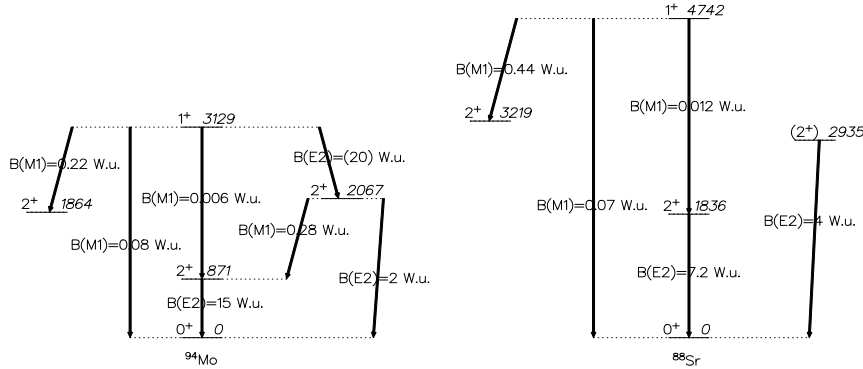 1⁺ 4742
B(M1)=0.44 W.u.
2⁺ 3219
B(M1)=0.012 W.u.
1⁺ 3129
(2⁺) 2935
B(M1)=0.22 W.u.
B(E2)=(20) W.u.
2⁺ 1864
B(M1)=0.006 W.u.
2⁺ 2067
B(M1)=0.07 W.u.
2⁺ 1836
B(E2)=4 W.u.
B(M1)=0.08 W.u.
B(M1)=0.28 W.u.
2⁺ 871
B(E2)=2 W.u.
B(E2)=7.2 W.u.
B(E2)=15 W.u.
0⁺ 0
0⁺ 0
⁹⁴Mo
⁸⁸Sr